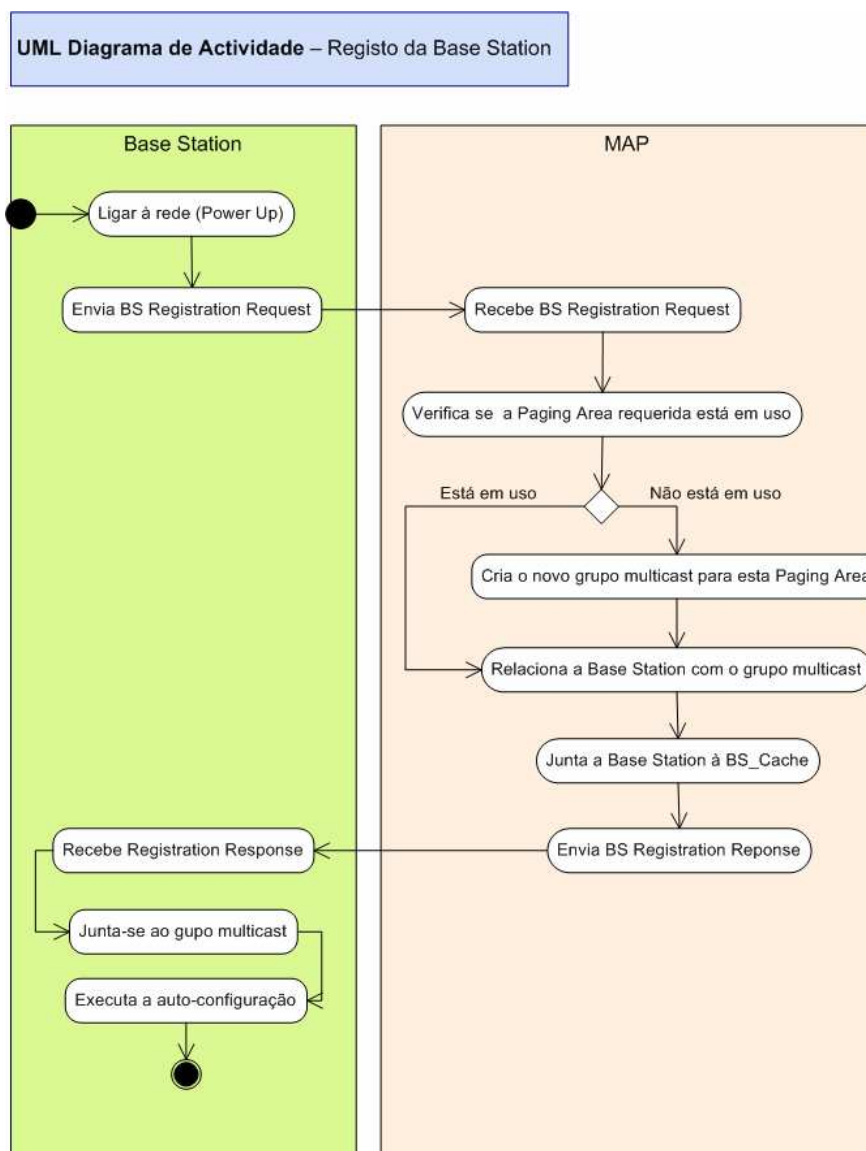 UML Diagrama de Actividade – Registo da Base Station
Base Station
MAP
Ligar à rede (Power Up)
Envia BS Registration Request
Recebe BS Registration Request
Verifica se a Paging Area requerida está em uso
Está em uso
Não está em uso
Cria o novo grupo multicast para esta Paging Area
Relaciona a Base Station com o grupo multicast
Junta a Base Station à BS_Cache
Envia BS Registration Reponse
Recebe Registration Response
Junta-se ao gupo multicast
Executa a auto-configuração